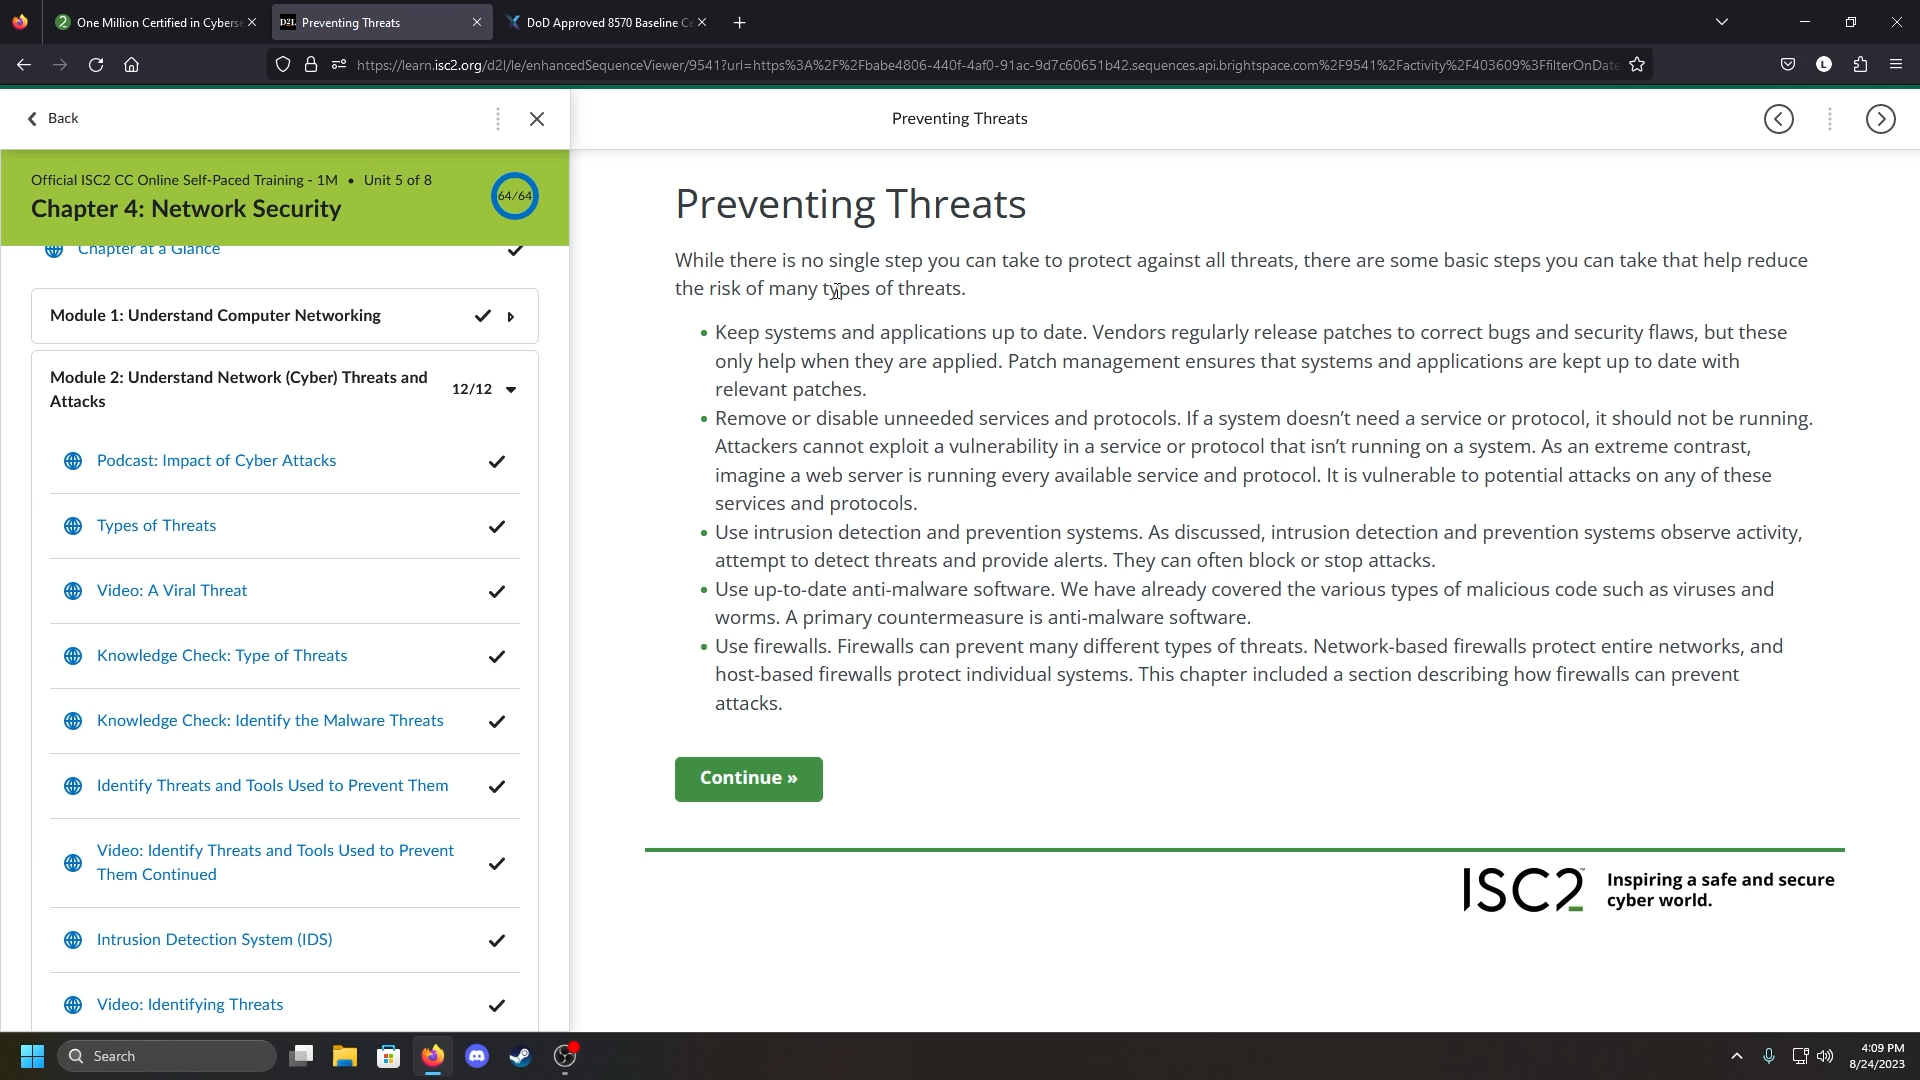 One Million Certified in Cyberse
Preventing Threats
DoD Approved 8570 Baseline Ce
https://learn.isc2.org/d2l/le/enhancedSequenceViewer/9541?url=https%3A%2F%2Fbabe4806-440f-4af0-91ac-9d7c60651b42.sequences.api.brightspace.com%2F9541%2Factivity%2F403609%3FfilterOnDate
Back
Preventing Threats
Official ISC2 CC Online Self-Paced Training - 1M • Unit 5 of 8
Chapter 4: Network Security
64/64
Chapter at a Glance
Module 1: Understand Computer Networking
Module 2: Understand Network (Cyber) Threats and
Attacks
12/12
Podcast: Impact of Cyber Attacks
Types of Threats
Video: A Viral Threat
Knowledge Check: Type of Threats
Knowledge Check: Identify the Malware Threats
Identify Threats and Tools Used to Prevent Them
Video: Identify Threats and Tools Used to Prevent
Them Continued
Intrusion Detection System (IDS)
Video: Identifying Threats
Preventing Threats
While there is no single step you can take to protect against all threats, there are some basic steps you can take that help reduce
the risk of many types of threats.
• Keep systems and applications up to date. Vendors regularly release patches to correct bugs and security flaws, but these
only help when they are applied. Patch management ensures that systems and applications are kept up to date with
relevant patches.
• Remove or disable unneeded services and protocols. If a system doesn’t need a service or protocol, it should not be running.
Attackers cannot exploit a vulnerability in a service or protocol that isn’t running on a system. As an extreme contrast,
imagine a web server is running every available service and protocol. It is vulnerable to potential attacks on any of these
services and protocols.
• Use intrusion detection and prevention systems. As discussed, intrusion detection and prevention systems observe activity,
attempt to detect threats and provide alerts. They can often block or stop attacks.
• Use up-to-date anti-malware software. We have already covered the various types of malicious code such as viruses and
worms. A primary countermeasure is anti-malware software.
• Use firewalls. Firewalls can prevent many different types of threats. Network-based firewalls protect entire networks, and
host-based firewalls protect individual systems. This chapter included a section describing how firewalls can prevent
attacks.
Continue »
ISC2
Inspiring a safe and secure
cyber world.
Search
4:09 PM
8/24/2023